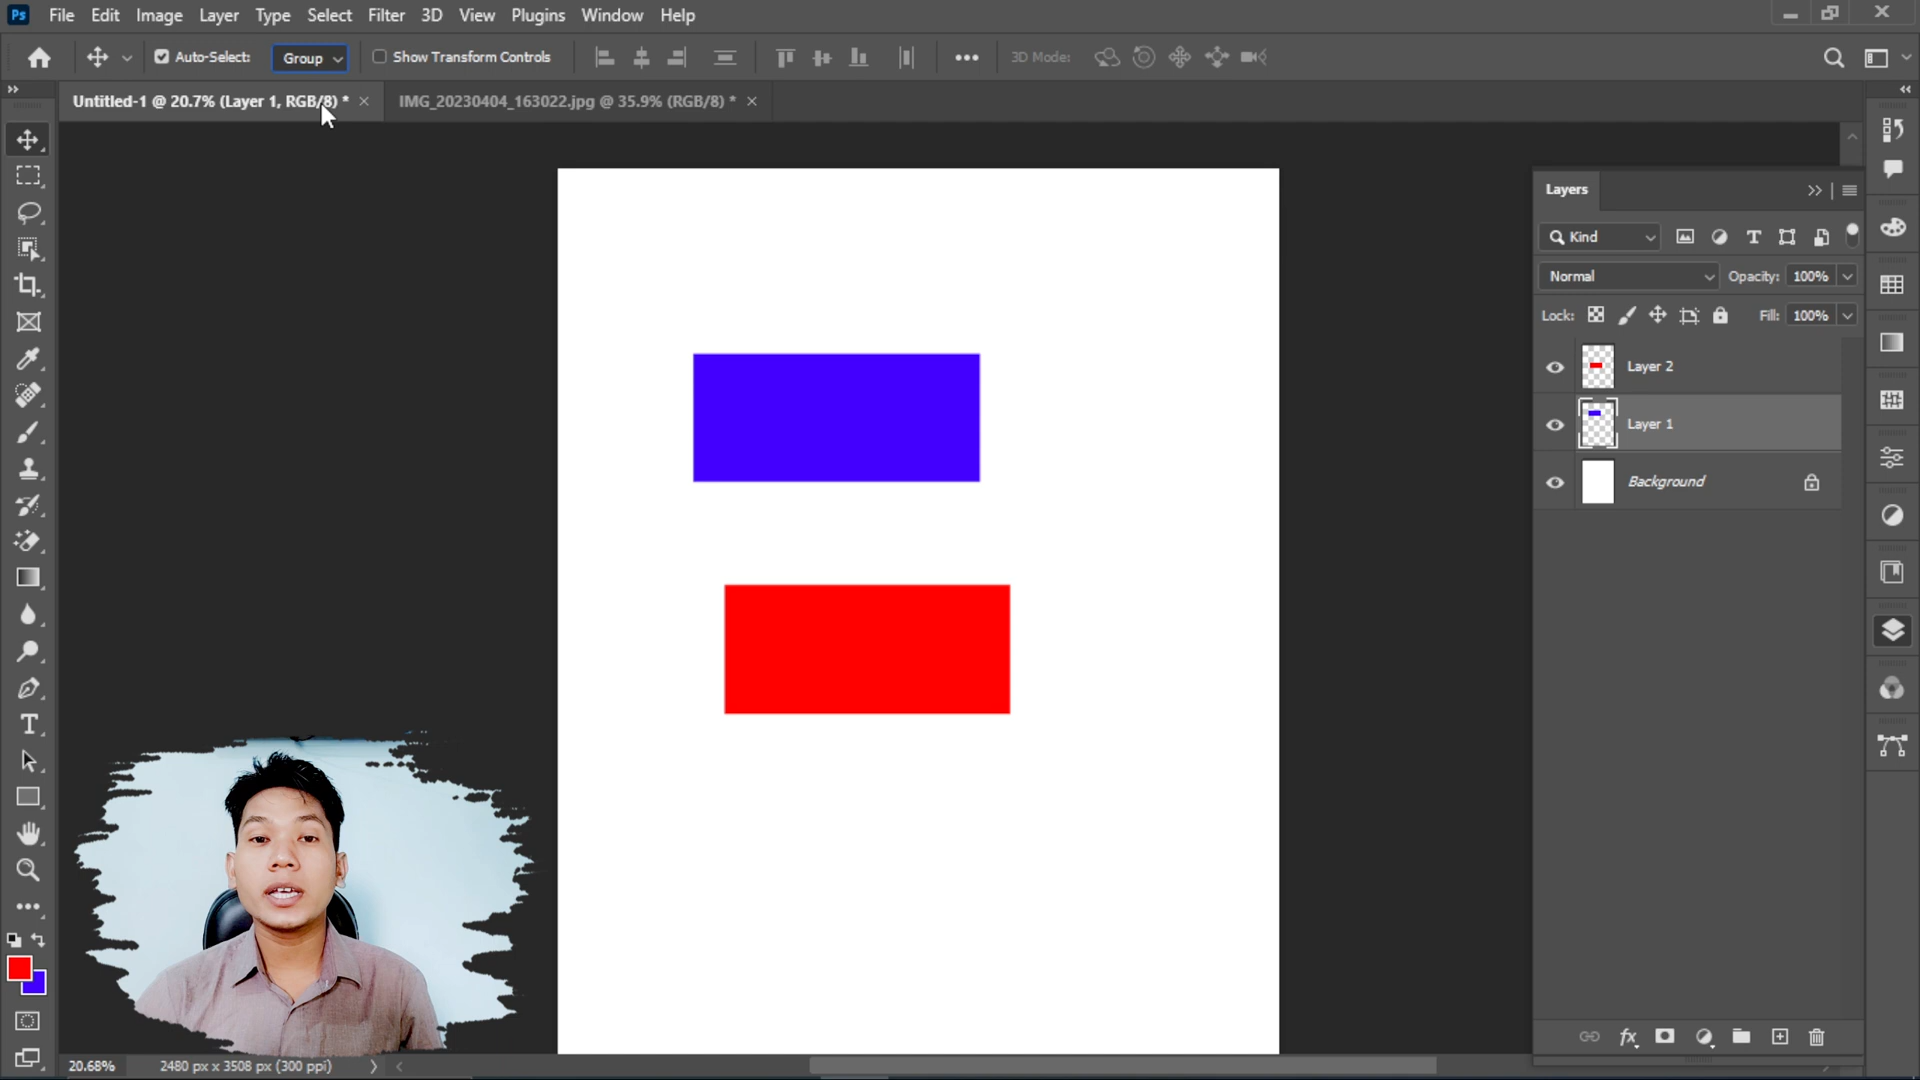 Ps File Edit Image Layer Type Select Filter 3D View Plugins Window Help
Auto-Select: Group Show Transform Controls 3D Mode:
Untitled-1 @ 20.7% (Layer 1, RGB/8) * × IMG_20230404_163022.jpg @ 35.9% (RGB/8) * ×
Layers
Kind
Normal Opacity: 100%
Lock: Fill: 100%
Layer 2
Layer 1
Background
fx
20.68% 2480 px x 3508 px (300 ppi)